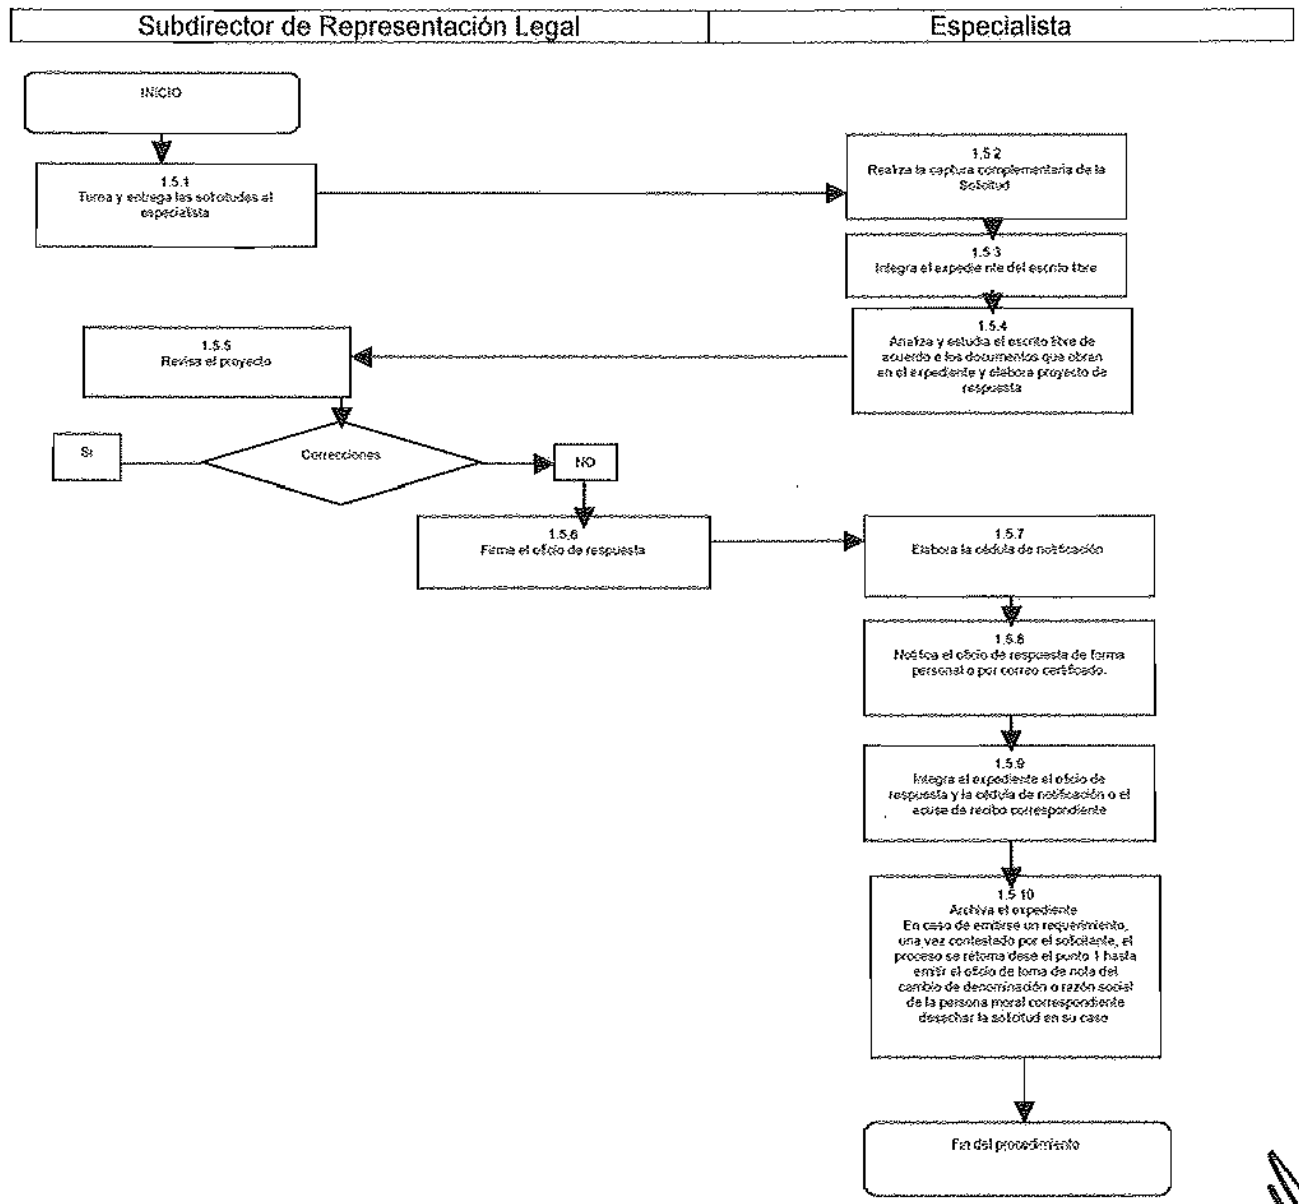 Subdirector de Representación Legal
Especialista
INICIO
1.5.1
Turna y entrega las solicitudes al
especialista
1.5.2
Realiza la captura complementaria de la
Solicitud
1.5.3
Integra el expediente del escrito libre
1.5.4
Analiza y estudia el escrito libre de
acuerdo a los documentos que obran
en el expediente y elabora proyecto de
respuesta
1.5.5
Revisa el proyecto
Correcciones
SI
NO
1.5.6
Firma el oficio de respuesta
1.5.7
Elabora la cédula de notificación
1.5.8
Notifica el oficio de respuesta de forma
personal o por correo certificado.
1.5.9
Integra al expediente el oficio de
respuesta y la cédula de notificación o el
acuse de recibo correspondiente
1.5.10
Archiva el expediente
En caso de emitirse un requerimiento,
una vez contestado por el solicitante, el
proceso se retoma dese el punto 1 hasta
emitir el oficio de toma de nota del
cambio de denominación o razón social
de la persona moral correspondiente
desechar la solicitud en su caso
Fin del procedimiento